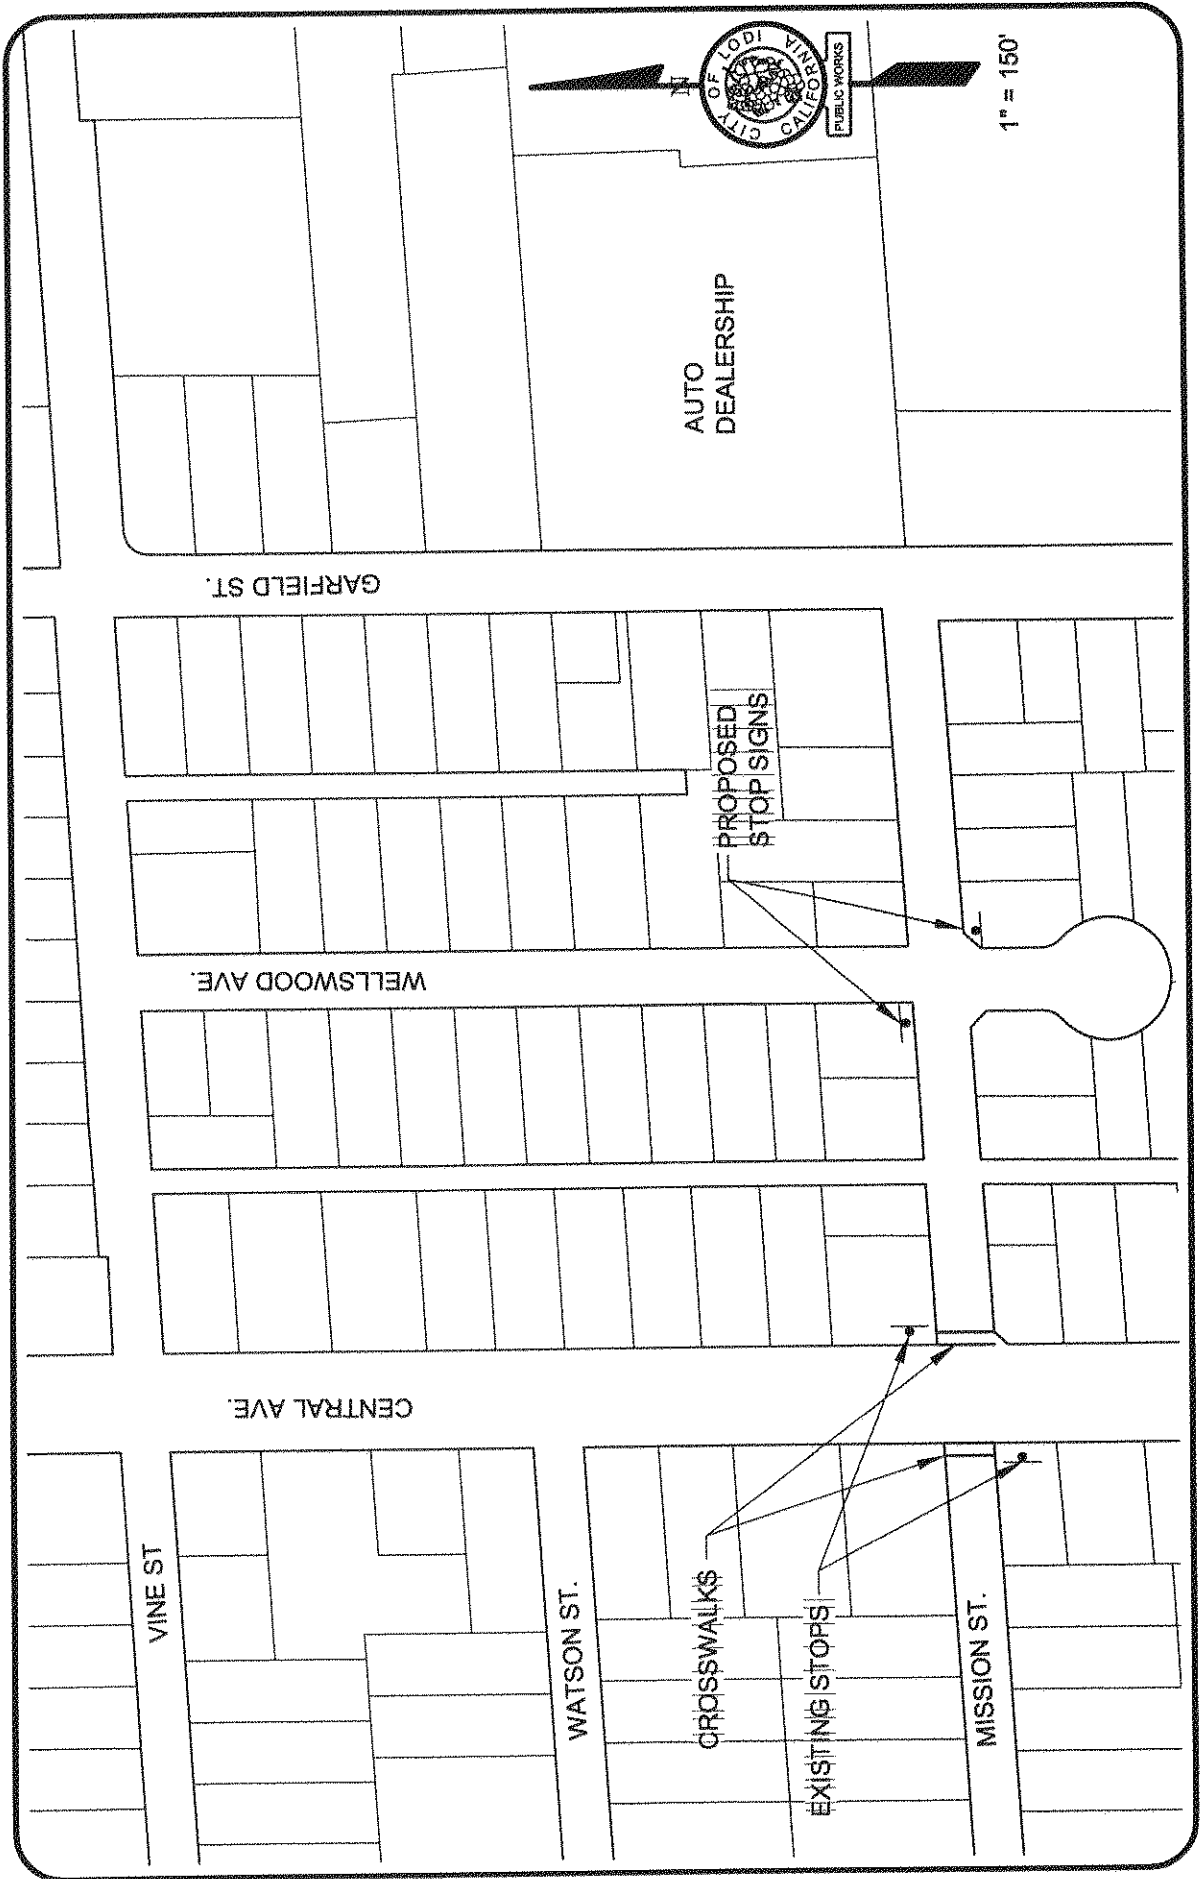 VINE ST
WATSON ST.
MISSION ST.
CENTRAL AVE.
WELLSWOOD AVE.
GARFIELD ST.
CROSSWALKS
EXISTING STOPS
PROPOSED
STOP SIGNS
AUTO
DEALERSHIP
N
CITY OF LODI
CALIFORNIA
PUBLIC WORKS
1" = 150'